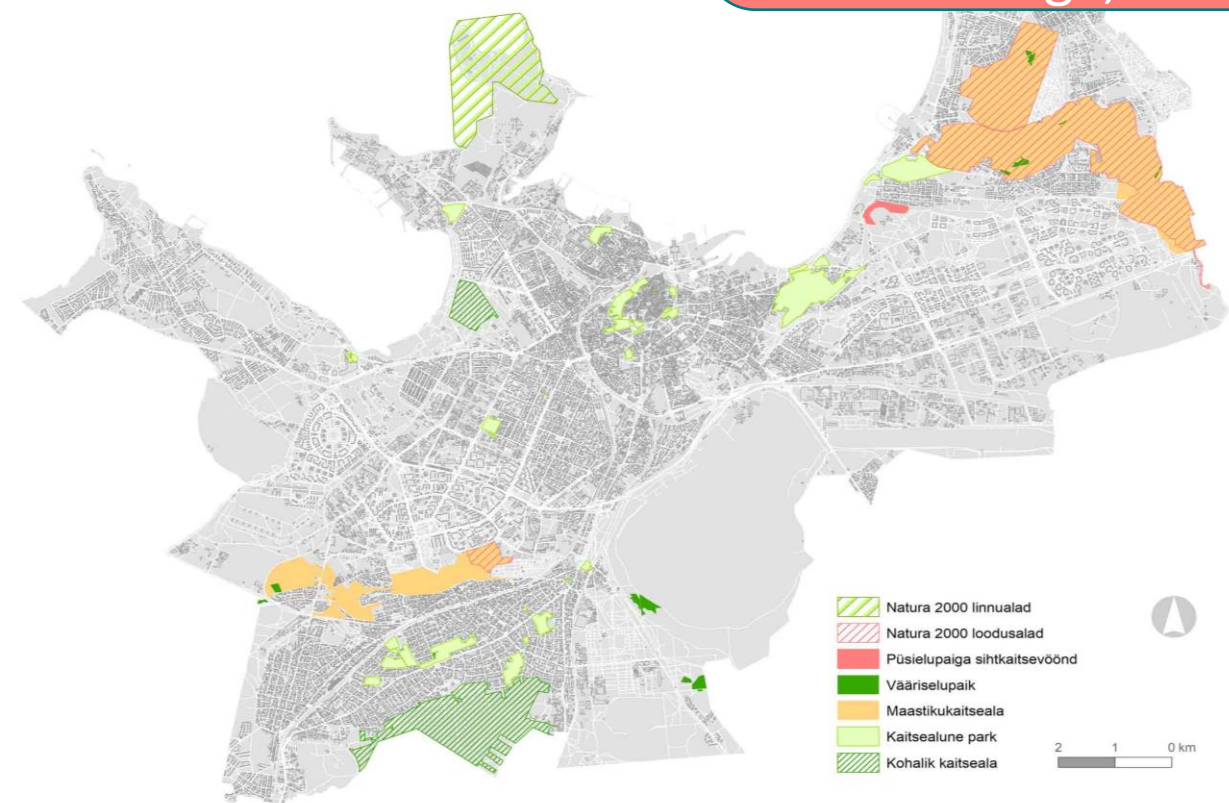 Natura 2000 linnualad
Natura 2000 loodusalad
Püsielupaiga sihtkaitsevöönd
Vääriselupaik
Maastikukaitseala
Kaitsealune park
Kohalik kaitseala
2 1 0 km